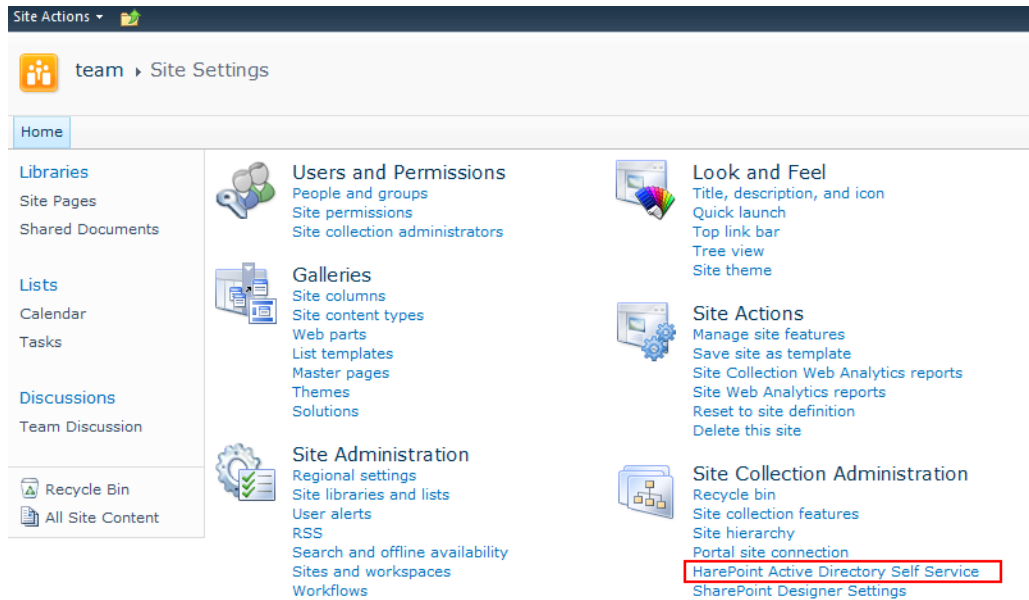 Site Actions
team ▸ Site Settings
Home
Libraries
Site Pages
Shared Documents
Lists
Calendar
Tasks
Discussions
Team Discussion
Recycle Bin
All Site Content
Users and Permissions
People and groups
Site permissions
Site collection administrators
Galleries
Site columns
Site content types
Web parts
List templates
Master pages
Themes
Solutions
Site Administration
Regional settings
Site libraries and lists
User alerts
RSS
Search and offline availability
Sites and workspaces
Workflows
Look and Feel
Title, description, and icon
Quick launch
Top link bar
Tree view
Site theme
Site Actions
Manage site features
Save site as template
Site Collection Web Analytics reports
Site Web Analytics reports
Reset to site definition
Delete this site
Site Collection Administration
Recycle bin
Site collection features
Site hierarchy
Portal site connection
HarePoint Active Directory Self Service
SharePoint Designer Settings